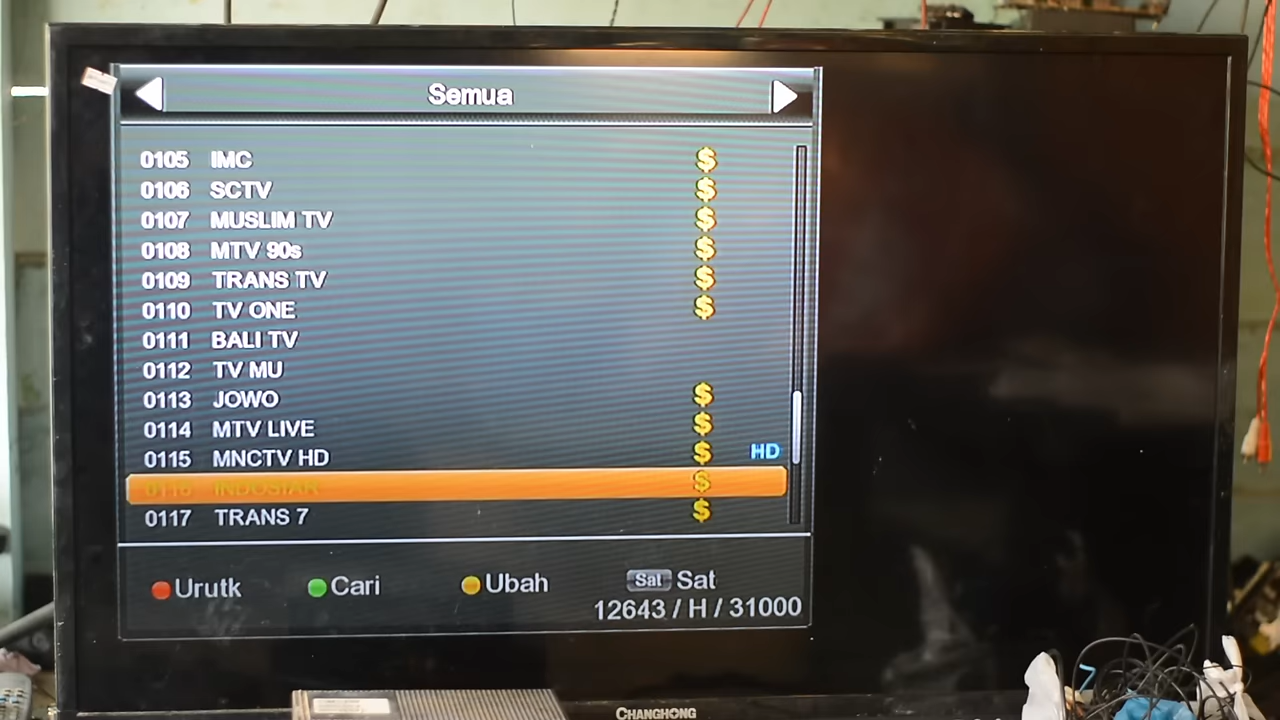 Semua
0105 IMC $
0106 SCTV $
0107 MUSLIM TV $
0108 MTV 90s $
0109 TRANS TV $
0110 TV ONE $
0111 BALI TV
0112 TV MU
0113 JOWO $
0114 MTV LIVE $
0115 MNCTV HD $ HD
0116 INDOSIAR $
0117 TRANS 7 $
Urutk Cari Ubah Sat Sat
12643 / H / 31000
CHANGHONG